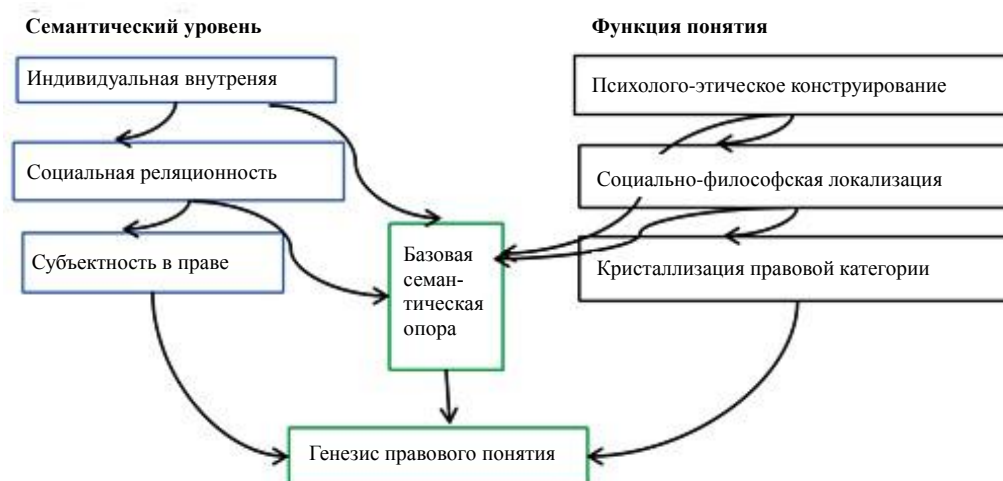 Семантический уровень
Индивидуальная внутреняя
Социальная реляционность
Субъектность в праве
Функция понятия
Психолого-этическое конструирование
Социально-философская локализация
Кристаллизация правовой категории
Базовая
семан-
тическая
опора
Генезис правового понятия